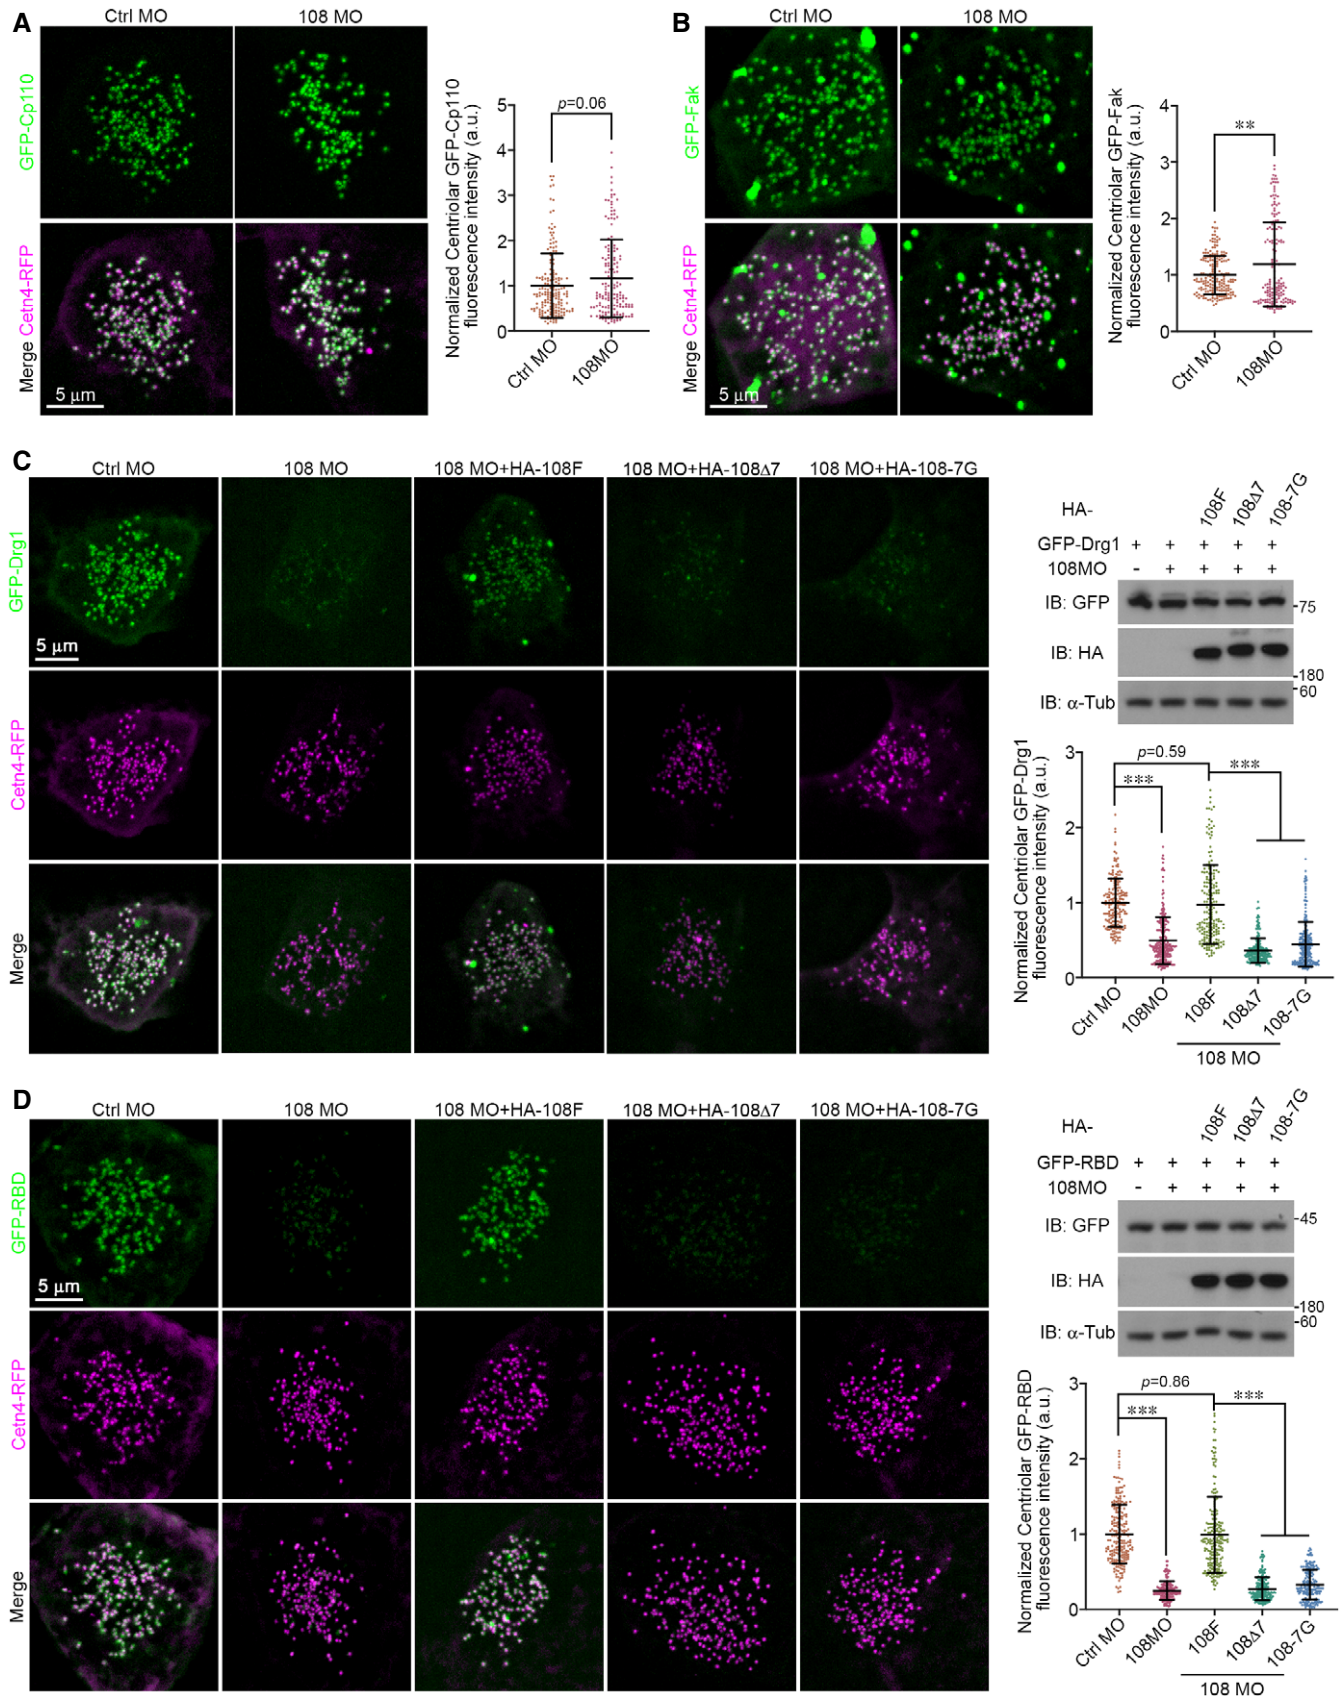 A
Ctrl MO
108 MO
GFP-Cp110
Merge Cetn4-RFP
5 μm
Normalized Centriolar GFP-Cp110
fluorescence intensity (a.u.)
5
4
3
2
1
0
p=0.06
Ctrl MO
108MO
B
Ctrl MO
108 MO
GFP-Fak
Merge Cetn4-RFP
5 μm
Normalized Centriolar GFP-Fak
fluorescence intensity (a.u.)
4
3
2
1
0
**
Ctrl MO
108MO
C
Ctrl MO
108 MO
108 MO+HA-108F
108 MO+HA-108Δ7
108 MO+HA-108-7G
GFP-Drg1
5 μm
Cetn4-RFP
Merge
HA-
108F
108Δ7
108-7G
GFP-Drg1 + + + + +
108MO - + + + +
IB: GFP
-75
IB: HA
-180
-60
IB: α-Tub
Normalized Centriolar GFP-Drg1
fluorescence intensity (a.u.)
3
2
1
0
p=0.59
***
***
Ctrl MO
108MO
108F
108Δ7
108-7G
108 MO
D
Ctrl MO
108 MO
108 MO+HA-108F
108 MO+HA-108Δ7
108 MO+HA-108-7G
GFP-RBD
5 μm
Cetn4-RFP
Merge
HA-
108F
108Δ7
108-7G
GFP-RBD + + + + +
108MO - + + + +
IB: GFP
-45
IB: HA
-180
-60
IB: α-Tub
Normalized Centriolar GFP-RBD
fluorescence intensity (a.u.)
3
2
1
0
p=0.86
***
***
Ctrl MO
108MO
108F
108Δ7
108-7G
108 MO